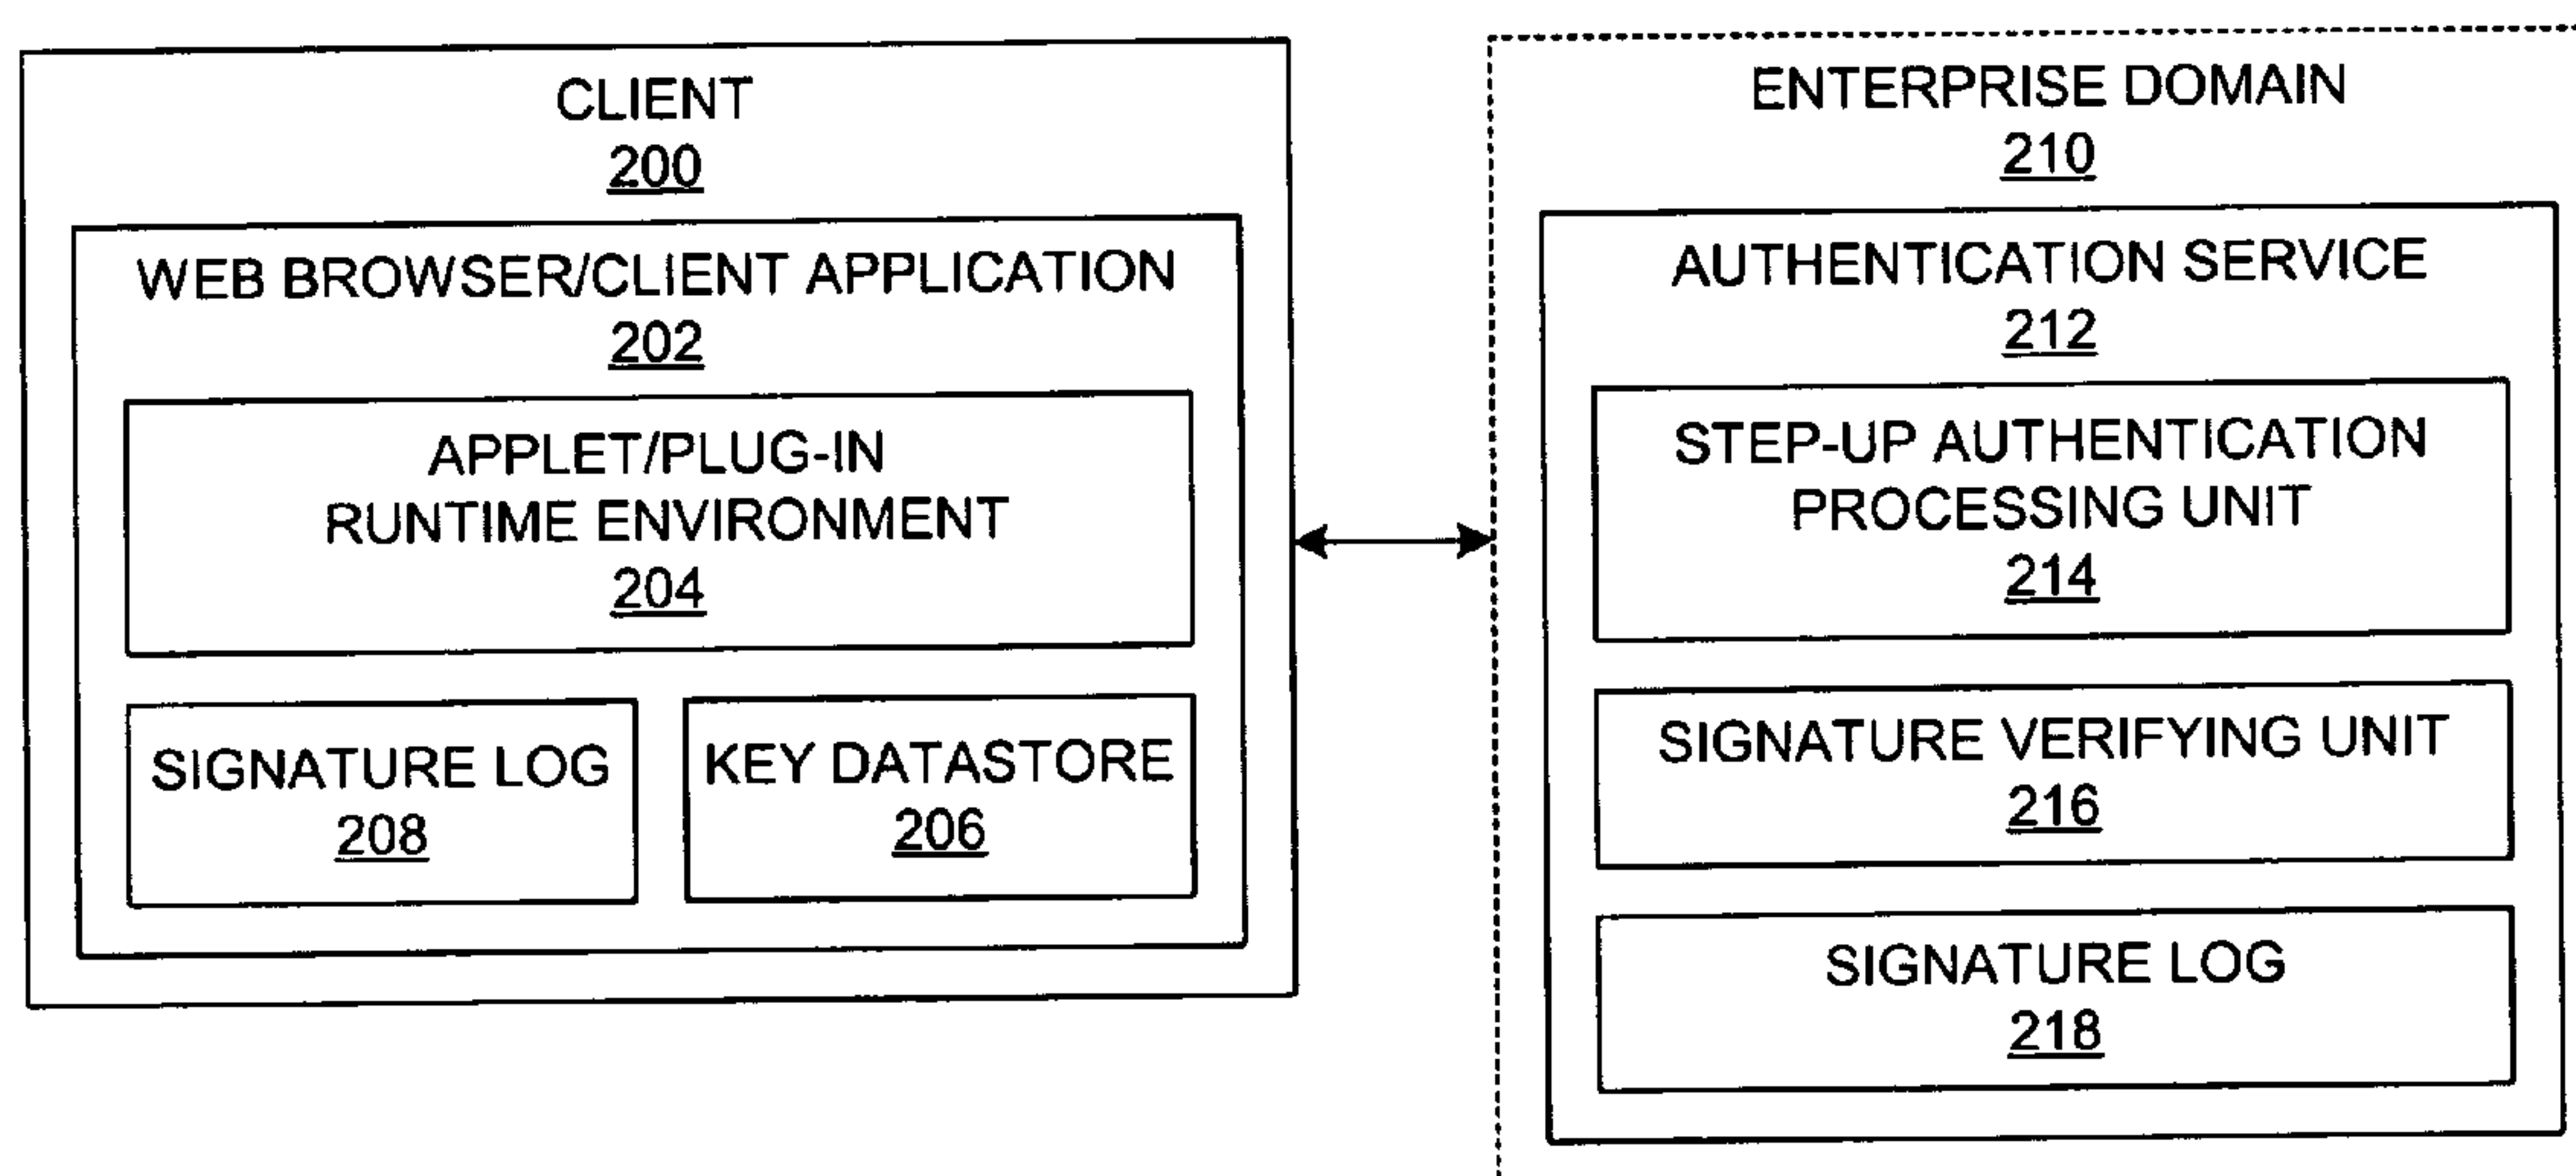 CLIENT
200
WEB BROWSER/CLIENT APPLICATION
202
APPLET/PLUG-IN
RUNTIME ENVIRONMENT
204
SIGNATURE LOG
208
KEY DATASTORE
206
ENTERPRISE DOMAIN
210
AUTHENTICATION SERVICE
212
STEP-UP AUTHENTICATION
PROCESSING UNIT
214
SIGNATURE VERIFYING UNIT
216
SIGNATURE LOG
218